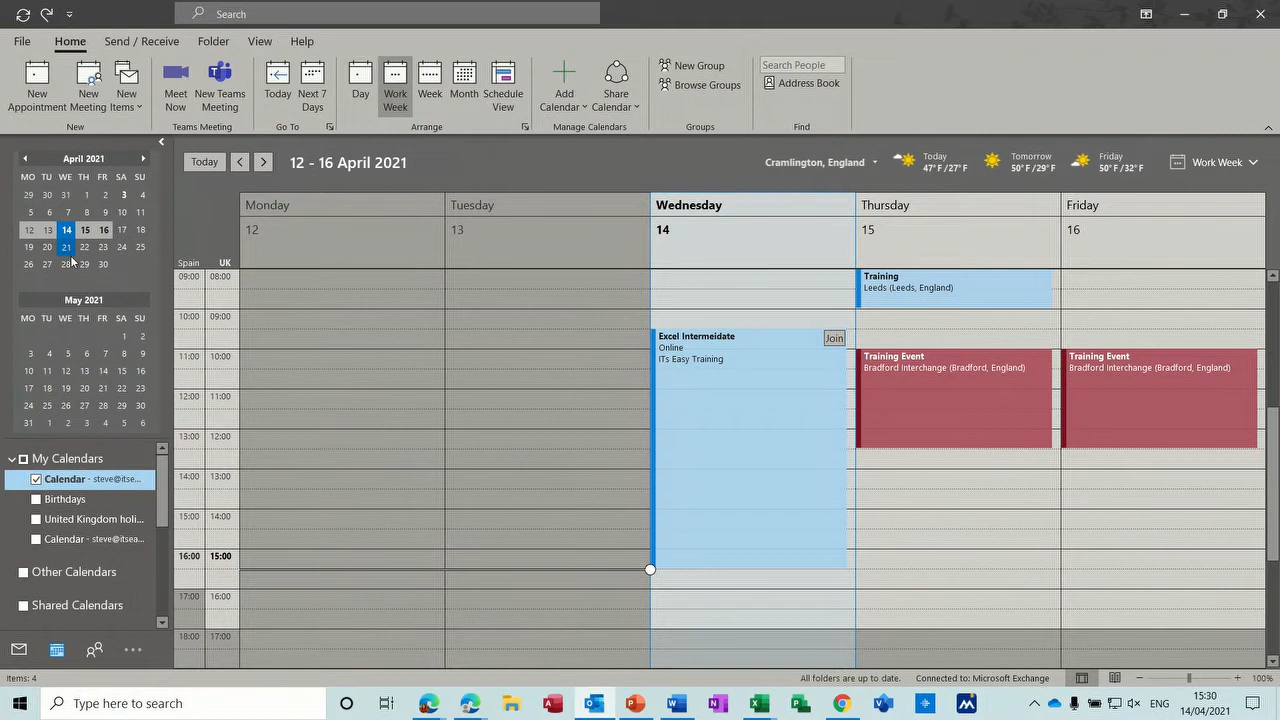 Search
File Home Send / Receive Folder View Help
New Appointment
New Meeting
New Items
Meet Now
New Teams Meeting
Today
Next 7 Days
Day
Work Week
Week
Month
Schedule View
Add Calendar
Share Calendar
New Group
Browse Groups
Search People
Address Book
New Teams Meeting Go To Arrange Manage Calendars Groups Find
April 2021
MO TU WE TH FR SA SU
29 30 31 1 2 3 4
5 6 7 8 9 10 11
12 13 14 15 16 17 18
19 20 21 22 23 24 25
26 27 28 29 30
May 2021
MO TU WE TH FR SA SU
1 2
3 4 5 6 7 8 9
10 11 12 13 14 15 16
17 18 19 20 21 22 23
24 25 26 27 28 29 30
31 1 2 3 4 5 6
My Calendars
Calendar - steve@itse...
Birthdays
United Kingdom holi...
Calendar - steve@itsea...
Other Calendars
Shared Calendars
Today
12 - 16 April 2021
Cramlington, England
Today
47°F/27°F
Tomorrow
50°F/29°F
Friday
50°F/32°F
Work Week
Monday Tuesday Wednesday Thursday Friday
12 13 14 15 16
Spain UK
09:00 08:00
10:00 09:00
11:00 10:00
12:00 11:00
13:00 12:00
14:00 13:00
15:00 14:00
16:00 15:00
17:00 16:00
18:00 17:00
Excel Intermeidate
Online
ITs Easy Training
Join
Training
Leeds (Leeds, England)
Training Event
Bradford Interchange (Bradford, England)
Training Event
Bradford Interchange (Bradford, England)
Items: 4
All folders are up to date. Connected to: Microsoft Exchange
100%
Type here to search
ENG
15:30
14/04/2021